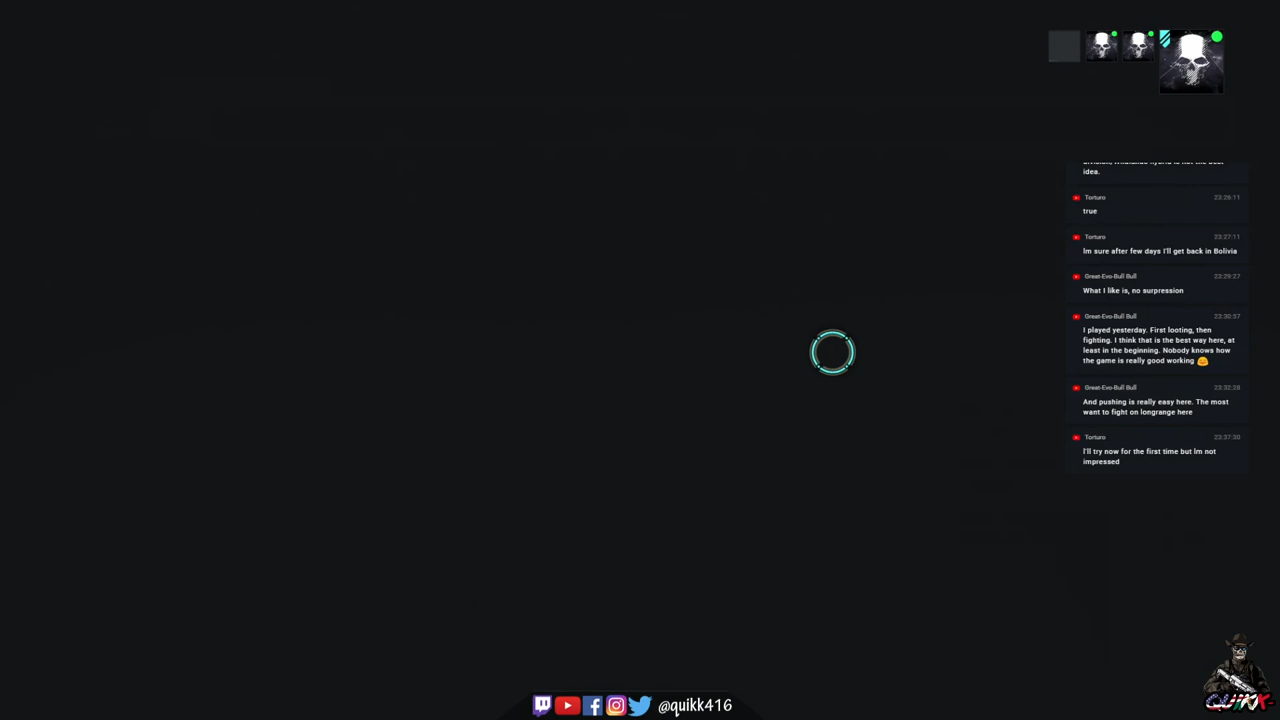 idea.
Torturo 23:26:11
true
Torturo 23:27:11
Im sure after few days I'll get back in Bolivia
Great-Evo-Bull Bull 23:29:27
What I like is, no surpression
Great-Evo-Bull Bull 23:30:57
I played yesterday. First looting, then
fighting. I think that is the best way here, at
least in the beginning. Nobody knows how
the game is really good working 🤗
Great-Evo-Bull Bull 23:32:28
And pushing is really easy here. The most
want to fight on longrange here
Torturo 23:37:30
I'll try now for the first time but Im not
impressed
@quikk416
QUIKK